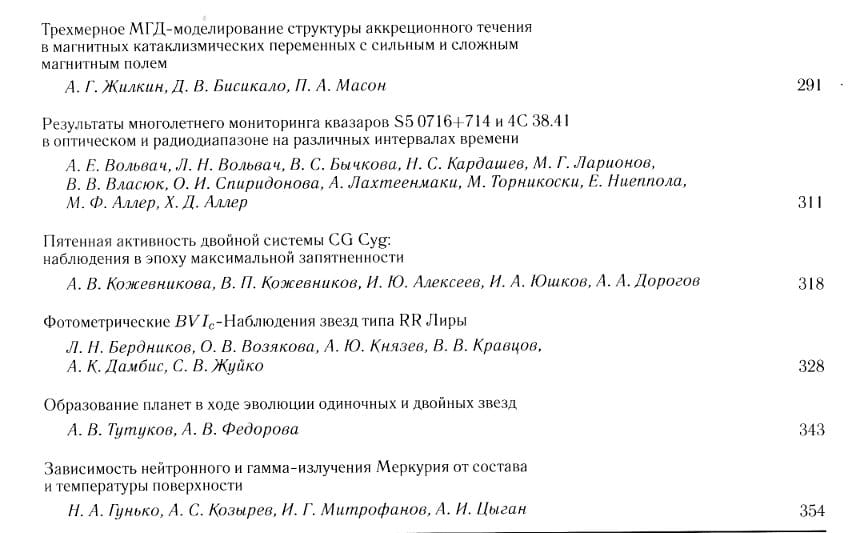 Трехмерное МГД-моделирование структуры аккреционного течения
в магнитных катаклизмических переменных с сильным и сложным
магнитным полем
А. Г. Жилкин, Д. В. Бисикало, П. А. Масон 291
Результаты многолетнего мониторинга квазаров S5 0716+714 и 4C 38.41
в оптическом и радиодиапазоне на различных интервалах времени
А. Е. Вольвач, Л. Н. Вольвач, В. С. Бычкова, Н. С. Кардашев, М. Г. Ларионов,
В. В. Власюк, О. И. Спиридонова, А. Лахтеенмаки, М. Торникоски, Е. Ниеппола,
М. Ф. Аллер, Х. Д. Аллер 311
Пятенная активность двойной системы CG Cyg:
наблюдения в эпоху максимальной запятненности
А. В. Кожевникова, В. П. Кожевников, И. Ю. Алексеев, И. А. Юшков, А. А. Дорогов 318
Фотометрические BVIc-Наблюдения звезд типа RR Лиры
Л. Н. Бердников, О. В. Возякова, А. Ю. Князев, В. В. Кравцов,
А. К. Дамбис, С. В. Жуйко 328
Образование планет в ходе эволюции одиночных и двойных звезд
А. В. Тутуков, А. В. Федорова 343
Зависимость нейтронного и гамма-излучения Меркурия от состава
и температуры поверхности
Н. А. Гунько, А. С. Козырев, И. Г. Митрофанов, А. И. Цыган 354